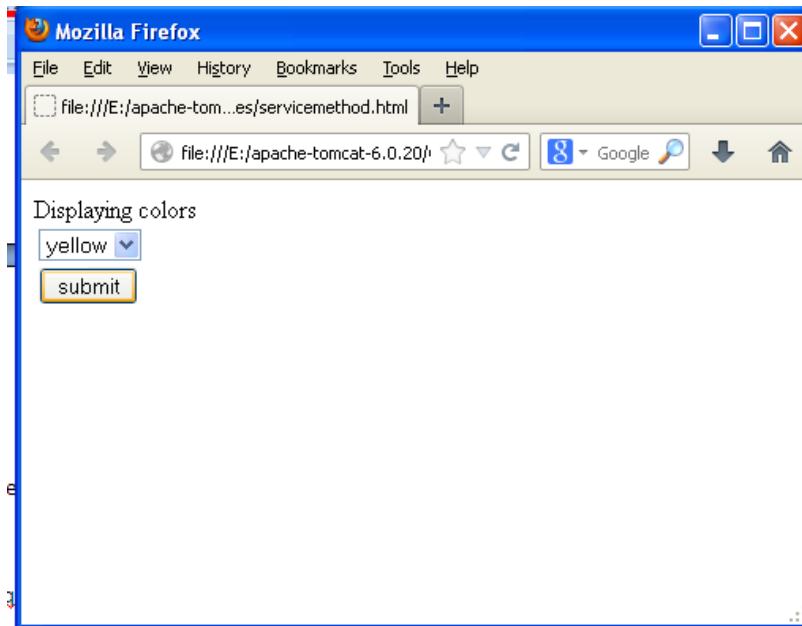 Mozilla Firefox
File Edit View History Bookmarks Tools Help
file:///E:/apache-tom...es/servicemethod.html +
file:///E:/apache-tomcat-6.0.20/ 8 Google
Displaying colors
yellow
submit
e